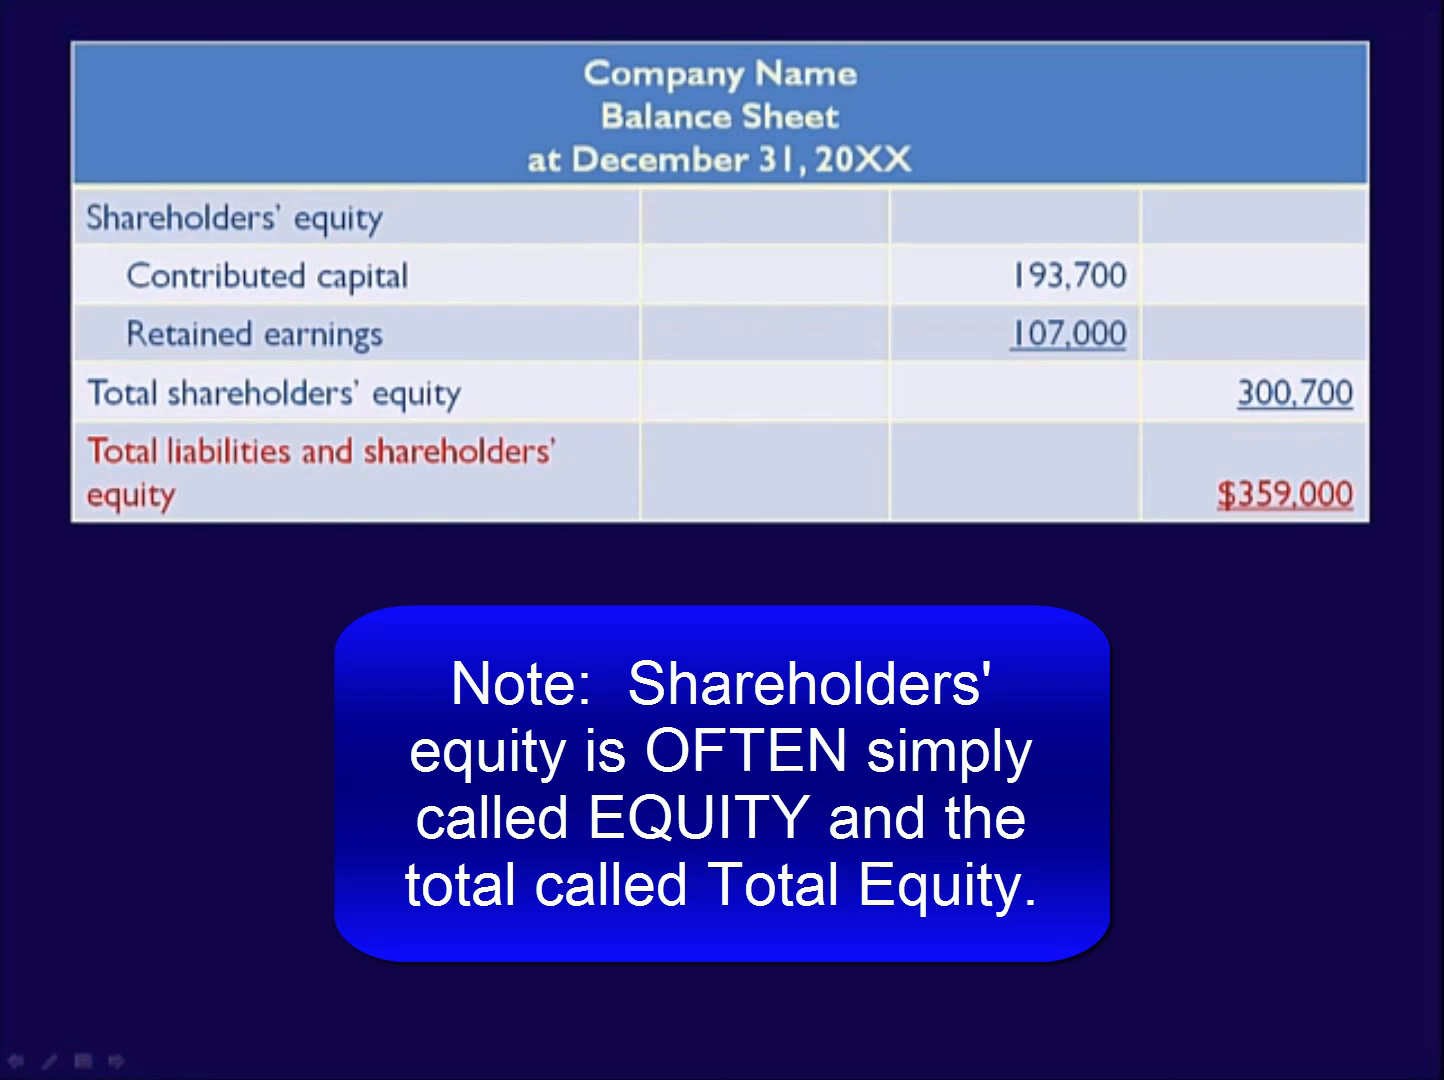 Company Name
Balance Sheet
at December 31, 20XX
Shareholders’ equity
Contributed capital 193,700
Retained earnings 107,000
Total shareholders’ equity 300,700
Total liabilities and shareholders’
equity $359,000
Note:  Shareholders'
equity is OFTEN simply
called EQUITY and the
total called Total Equity.